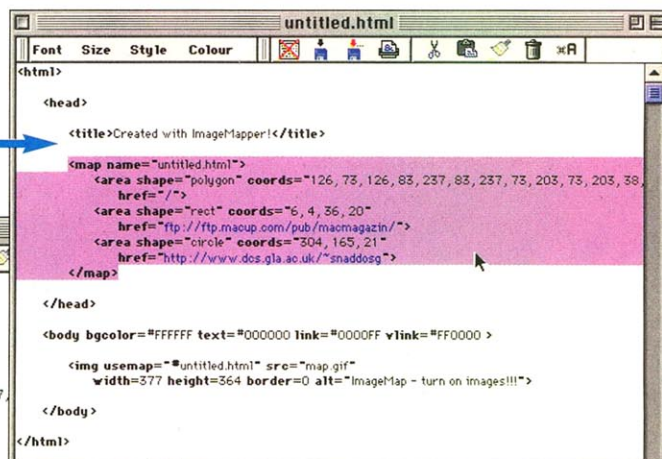 untitled.html
Font Size Style Colour
⌘A
<html>
<head>
<title>Created with ImageMapper!</title>
<map name="untitled.html">
<area shape="polygon" coords="126, 73, 126, 83, 237, 83, 237, 73, 203, 73, 203, 38,
href="/">
<area shape="rect" coords="6, 4, 36, 20"
href="ftp://ftp.macup.com/pub/macmagazin/">
<area shape="circle" coords="304, 165, 21"
href="http://www.dcs.gla.ac.uk/~snaddosg">
</map>
</head>
<body bgcolor=#FFFFFF text=#000000 link=#0000FF vlink=#FF0000 >
<img usemap="#untitled.html" src="map.gif"
width=377 height=364 border=0 alt="ImageMap - turn on images!!!">
</body>
</html>